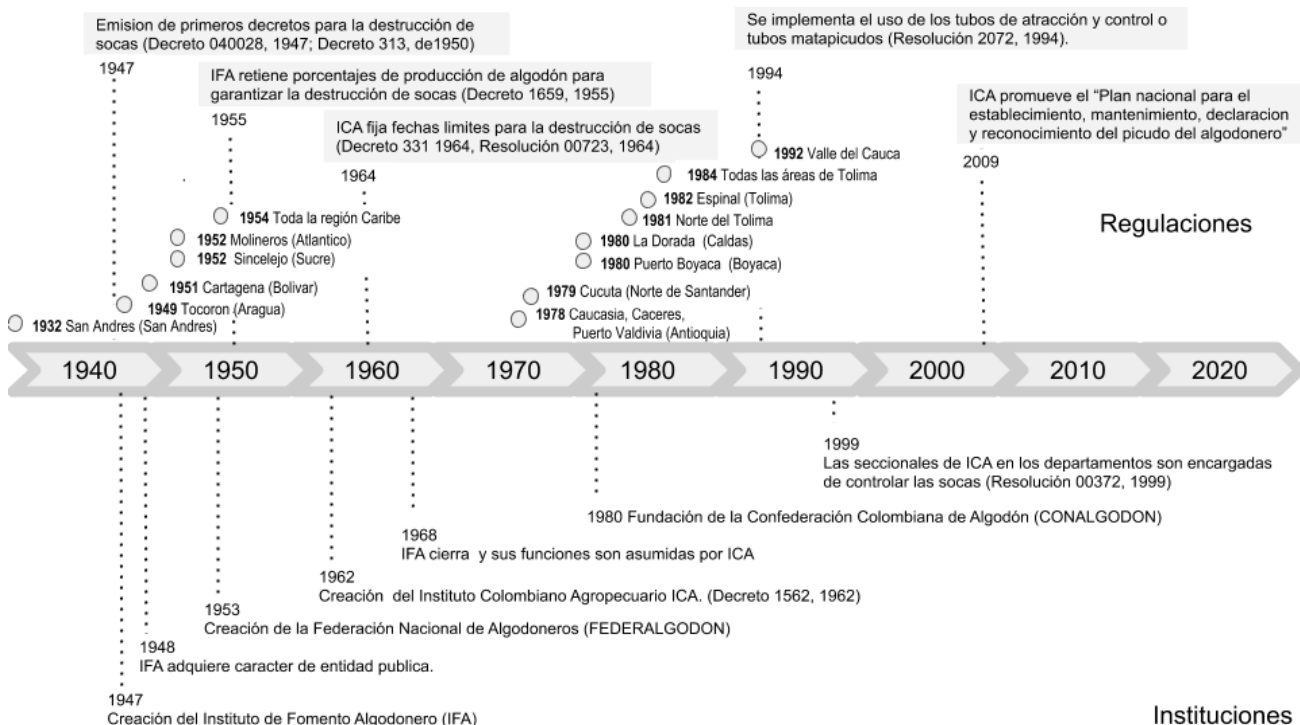 Emision de primeros decretos para la destrucción de
socas (Decreto 040028, 1947; Decreto 313, de1950)
1947
IFA retiene porcentajes de producción de algodón para
garantizar la destrucción de socas (Decreto 1659, 1955)
1955
ICA fija fechas limites para la destrucción de socas
(Decreto 331 1964, Resolución 00723, 1964)
1964
Se implementa el uso de los tubos de atracción y control o
tubos matapicudos (Resolución 2072, 1994).
1994
ICA promueve el “Plan nacional para el
establecimiento, mantenimiento, declaracion
y reconocimiento del picudo del algodonero”
2009
Regulaciones
1954 Toda la región Caribe
1952 Molineros (Atlantico)
1952 Sincelejo (Sucre)
1951 Cartagena (Bolivar)
1949 Tocoron (Aragua)
1932 San Andres (San Andres)
1992 Valle del Cauca
1984 Todas las áreas de Tolima
1982 Espinal (Tolima)
1981 Norte del Tolima
1980 La Dorada (Caldas)
1980 Puerto Boyaca (Boyaca)
1979 Cucuta (Norte de Santander)
1978 Caucasia, Caceres,
Puerto Valdivia (Antioquia)
1940 1950 1960 1970 1980 1990 2000 2010 2020
1999
Las seccionales de ICA en los departamentos son encargadas
de controlar las socas (Resolución 00372, 1999)
1980 Fundación de la Confederación Colombiana de Algodón (CONALGODON)
1968
IFA cierra y sus funciones son asumidas por ICA
1962
Creación del Instituto Colombiano Agropecuario ICA. (Decreto 1562, 1962)
1953
Creación de la Federación Nacional de Algodoneros (FEDERALGODON)
1948
IFA adquiere caracter de entidad publica.
1947
Creación del Instituto de Fomento Algodonero (IFA)
Instituciones